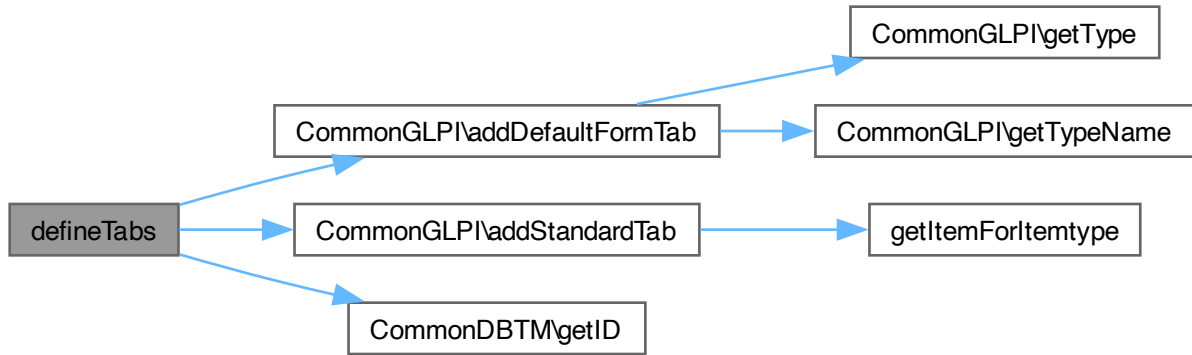 CommonGLPI\getType
CommonGLPI\addDefaultFormTab
CommonGLPI\getTypeName
defineTabs
CommonGLPI\addStandardTab
getItemForItemtype
CommonDBTM\getID